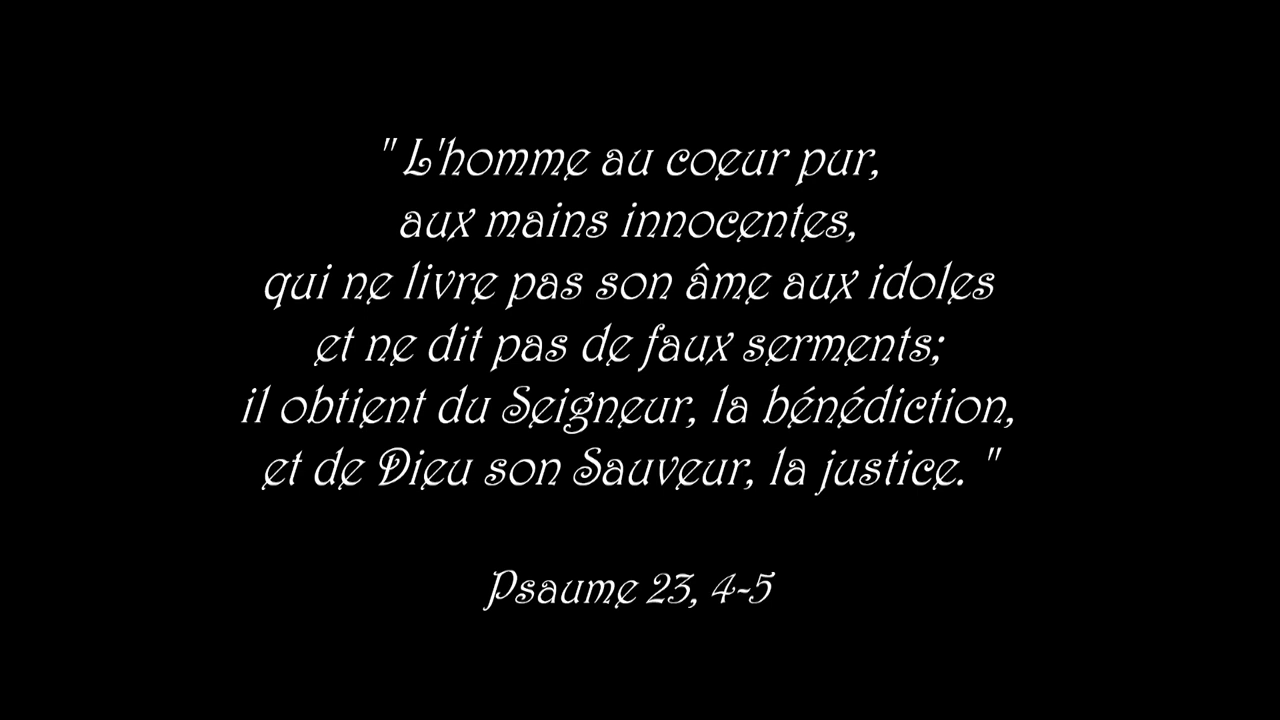 " L'homme au coeur pur,
aux mains innocentes,
qui ne livre pas son âme aux idoles
et ne dit pas de faux serments;
il obtient du Seigneur, la bénédiction,
et de Dieu son Sauveur, la justice. "
Psaume 23, 4-5